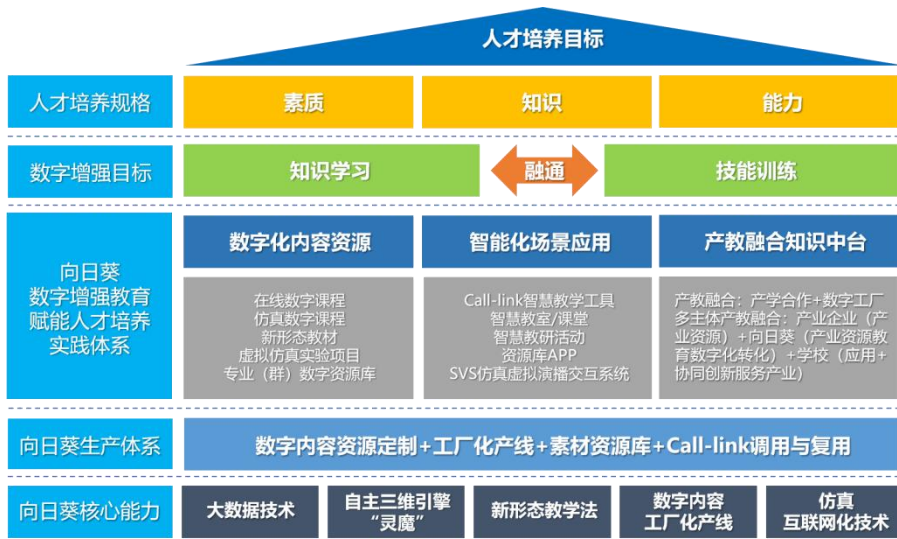 人才培养目标
人才培养规格
素质
知识
能力
数字增强目标
知识学习
融通
技能训练
向日葵
数字增强教育
赋能人才培养
实践体系
数字化内容资源
在线数字课程
仿真数字课程
新形态教材
虚拟仿真实验项目
专业（群）数字资源库
智能化场景应用
Call-link智慧教学工具
智慧教室/课堂
智慧教研活动
资源库APP
SVS仿真虚拟演播交互系统
产教融合知识中台
产教融合：产学合作+数字工厂
多主体产教融合：产业企业（产
业资源）+向日葵（产业资源教
育数字化转化）+学校（应用+
协同创新服务产业）
向日葵生产体系
数字内容资源定制+工厂化产线+素材资源库+Call-link调用与复用
向日葵核心能力
大数据技术
自主三维引擎
“灵魔”
新形态教学法
数字内容
工厂化产线
仿真
互联网化技术